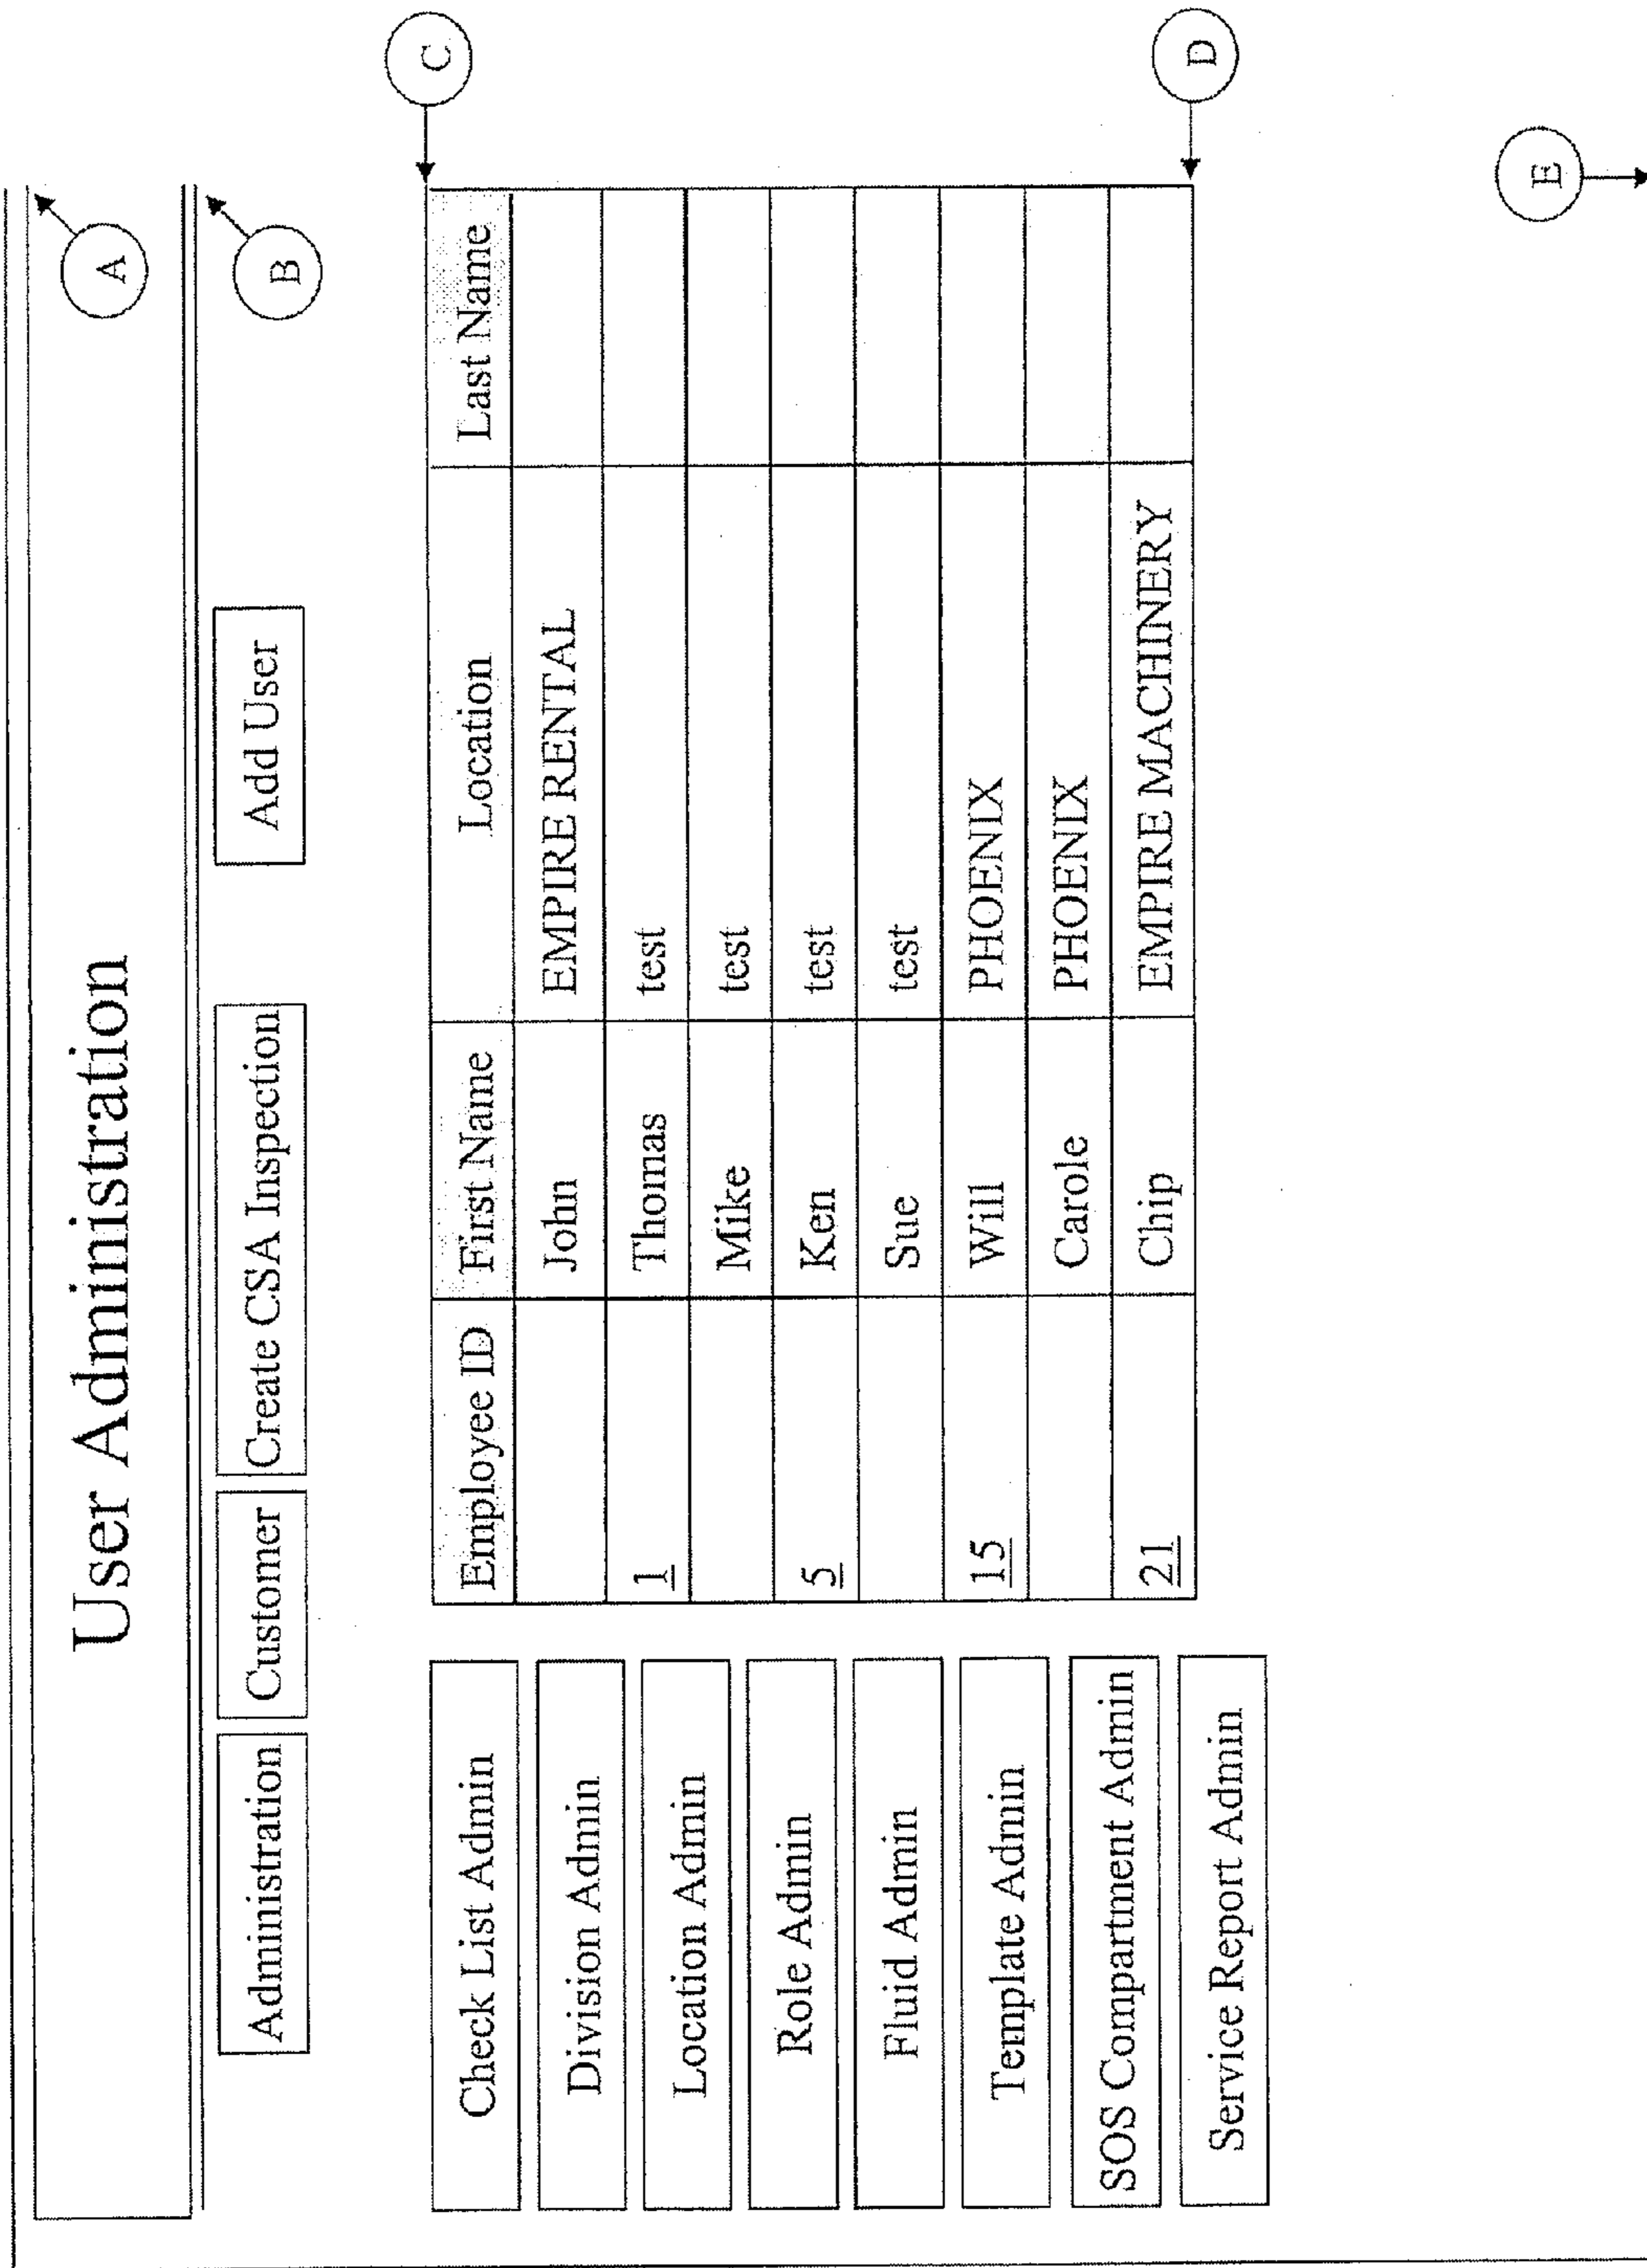 User Administration
A
Administration Customer Create CSA Inspection Add User
B
C
Employee ID First Name Location Last Name
John EMPIRE RENTAL
1 Thomas test
Mike test
5 Ken test
Sue test
15 Will PHOENIX
Carole PHOENIX
21 Chip EMPIRE MACHINERY
D
Check List Admin
Division Admin
Location Admin
Role Admin
Fluid Admin
Template Admin
SOS Compartment Admin
Service Report Admin
E